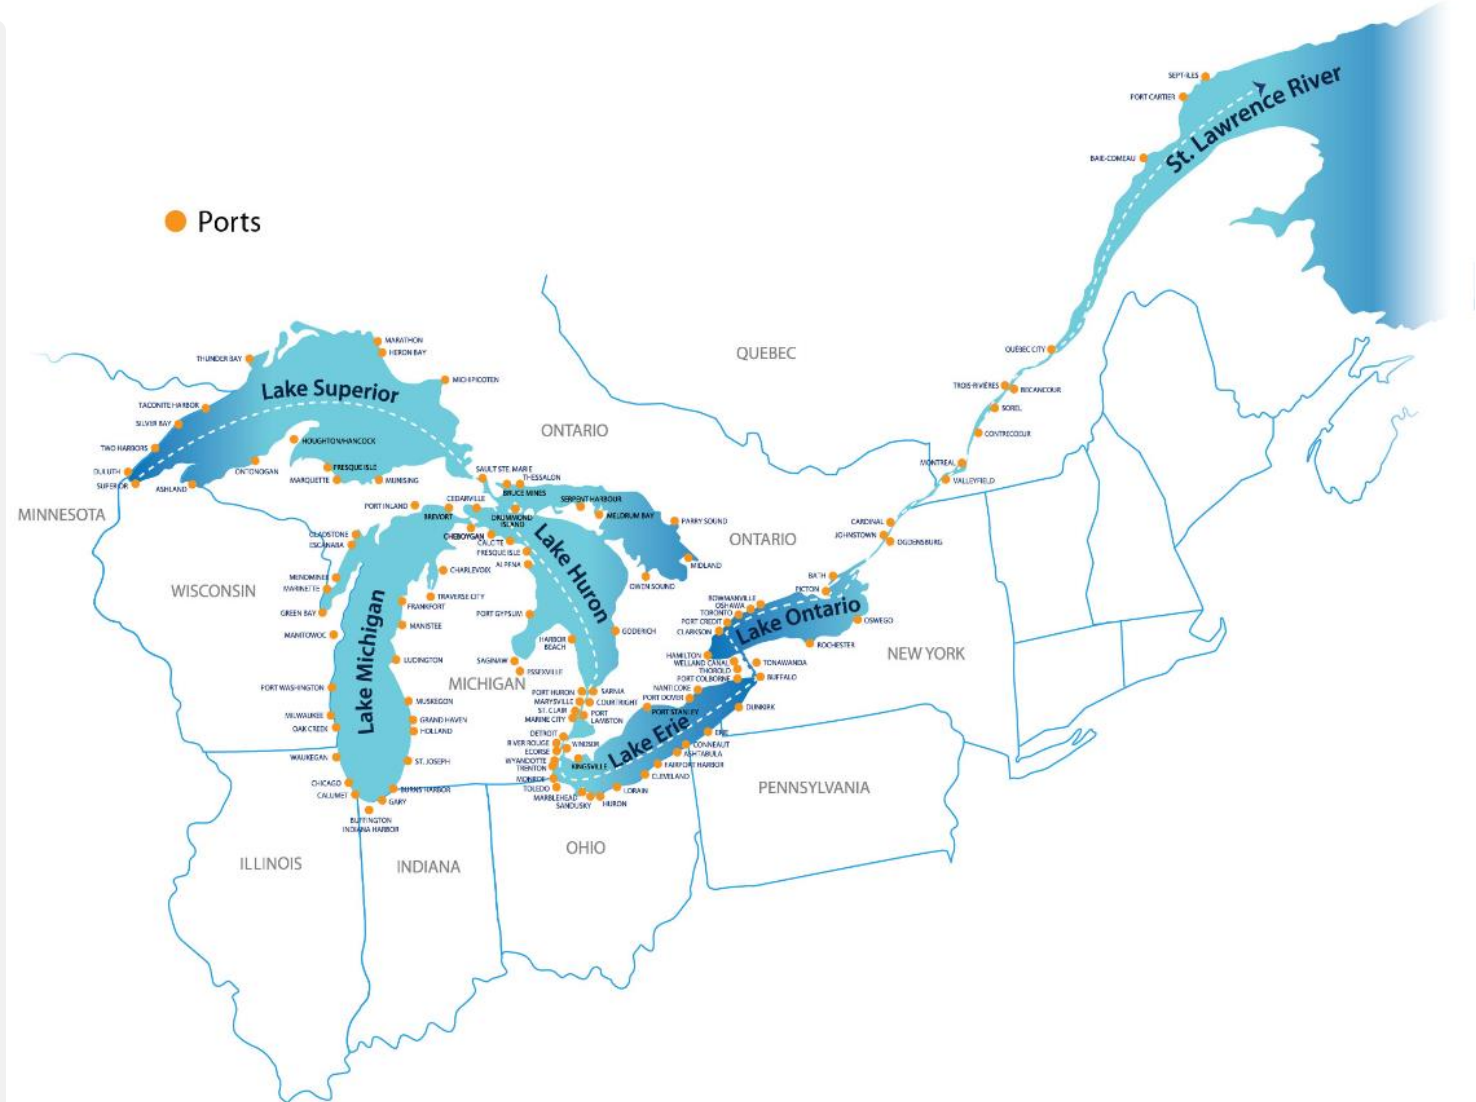 SEPT-ILES
PORT CARTIER
St. Lawrence River
BAIE-COMEAU
Ports
MARATHON
HERON BAY
THUNDER BAY
QUEBEC
QUÉBEC CITY
MICHIPICOTEN
Lake Superior
TROIS-RIVIÈRES
BECANCOUR
TACONITE HARBOR
SOREL
SILVER BAY
ONTARIO
CONTRECOEUR
HOUGHTON/HANCOCK
TWO HARBORS
MONTREAL
DULUTH
ONTONOGAN
PRESQUE ISLE
SAULT STE. MARIE
SUPERIOR
ASHLAND
MARQUETTE
MUNISING
THESSALON
VALLEYFIELD
BRUCE MINES
CEDARVILLE
SERPENT HARBOUR
MINNESOTA
PORT INLAND
BREVORT
DRUMMOND
ISLAND
MELDRUM BAY
PARRY SOUND
CARDINAL
GLADSTONE
CHEBOYGAN
JOHNSTOWN
ONTARIO
ESCANABA
CALCITE
OGDENSBURG
PRESQUE ISLE
Lake Huron
ALPENA
MIDLAND
CHARLEVOIX
MENOMINEE
BATH
WISCONSIN
MARINETTE
OWEN SOUND
PICTON
TRAVERSE CITY
BOWMANVILLE
FRANKFORT
OSHAWA
GREEN BAY
PORT GYPSUM
TORONTO
Lake Ontario
PORT CREDIT
OSWEGO
MANISTEE
GODERICH
CLARKSON
MANITOWOC
HARBOR
BEACH
ROCHESTER
Lake Michigan
LUDINGTON
SAGINAW
HAMILTON
NEW YORK
WELLAND CANAL
TONAWANDA
ESSEXVILLE
THOROLD
MICHIGAN
PORT COLBORNE
BUFFALO
PORT WASHINGTON
PORT HURON
SARNIA
NANTICOKE
MUSKEGON
MARYSVILLE
COURTRIGHT
PORT DOVER
DUNKIRK
ST. CLAIR
PORT
LAMBTON
PORT STANLEY
MILWAUKEE
GRAND HAVEN
MARINE CITY
OAK CREEK
HOLLAND
DETROIT
Lake Erie
ERIE
RIVER ROUGE
WINDSOR
CONNEAUT
ECORSE
ASHTABULA
WAUKEGAN
ST. JOSEPH
WYANDOTTE
KINGSVILLE
FAIRPORT HARBOR
TRENTON
CLEVELAND
MONROE
CHICAGO
BURNS HARBOR
TOLEDO
LORAIN
PENNSYLVANIA
CALUMET
GARY
MARBLEHEAD
SANDUSKY
HURON
BUFFINGTON
INDIANA HARBOR
OHIO
ILLINOIS
INDIANA